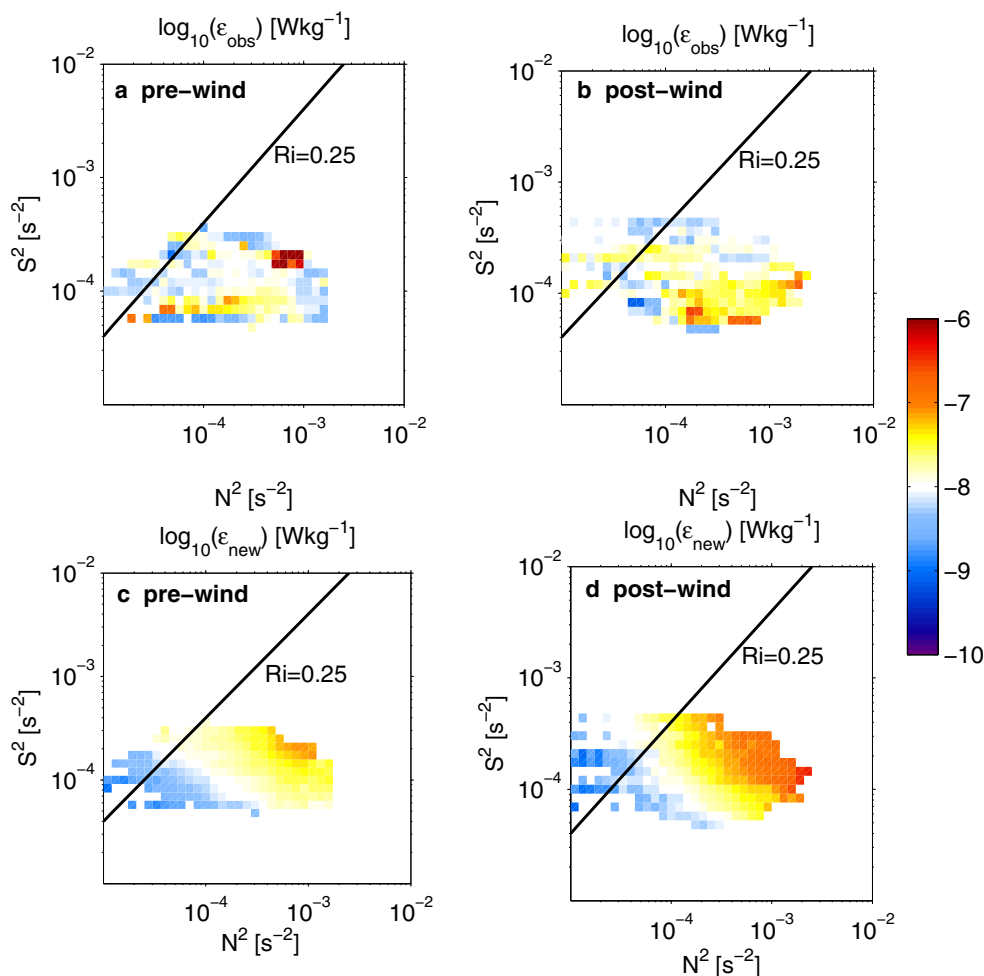 log10(εobs) [Wkg−1]
log10(εobs) [Wkg−1]
10−2
10−3
10−4
S2 [s−2]
a pre−wind
Ri=0.25
10−4
10−3
10−2
N2 [s−2]
10−2
10−3
10−4
S2 [s−2]
b post−wind
Ri=0.25
10−4
10−3
10−2
N2 [s−2]
−6
−7
−8
−9
−10
log10(εnew) [Wkg−1]
log10(εnew) [Wkg−1]
10−2
10−3
10−4
S2 [s−2]
c pre−wind
Ri=0.25
10−4
10−3
10−2
N2 [s−2]
10−2
10−3
10−4
S2 [s−2]
d post−wind
Ri=0.25
10−4
10−3
10−2
N2 [s−2]